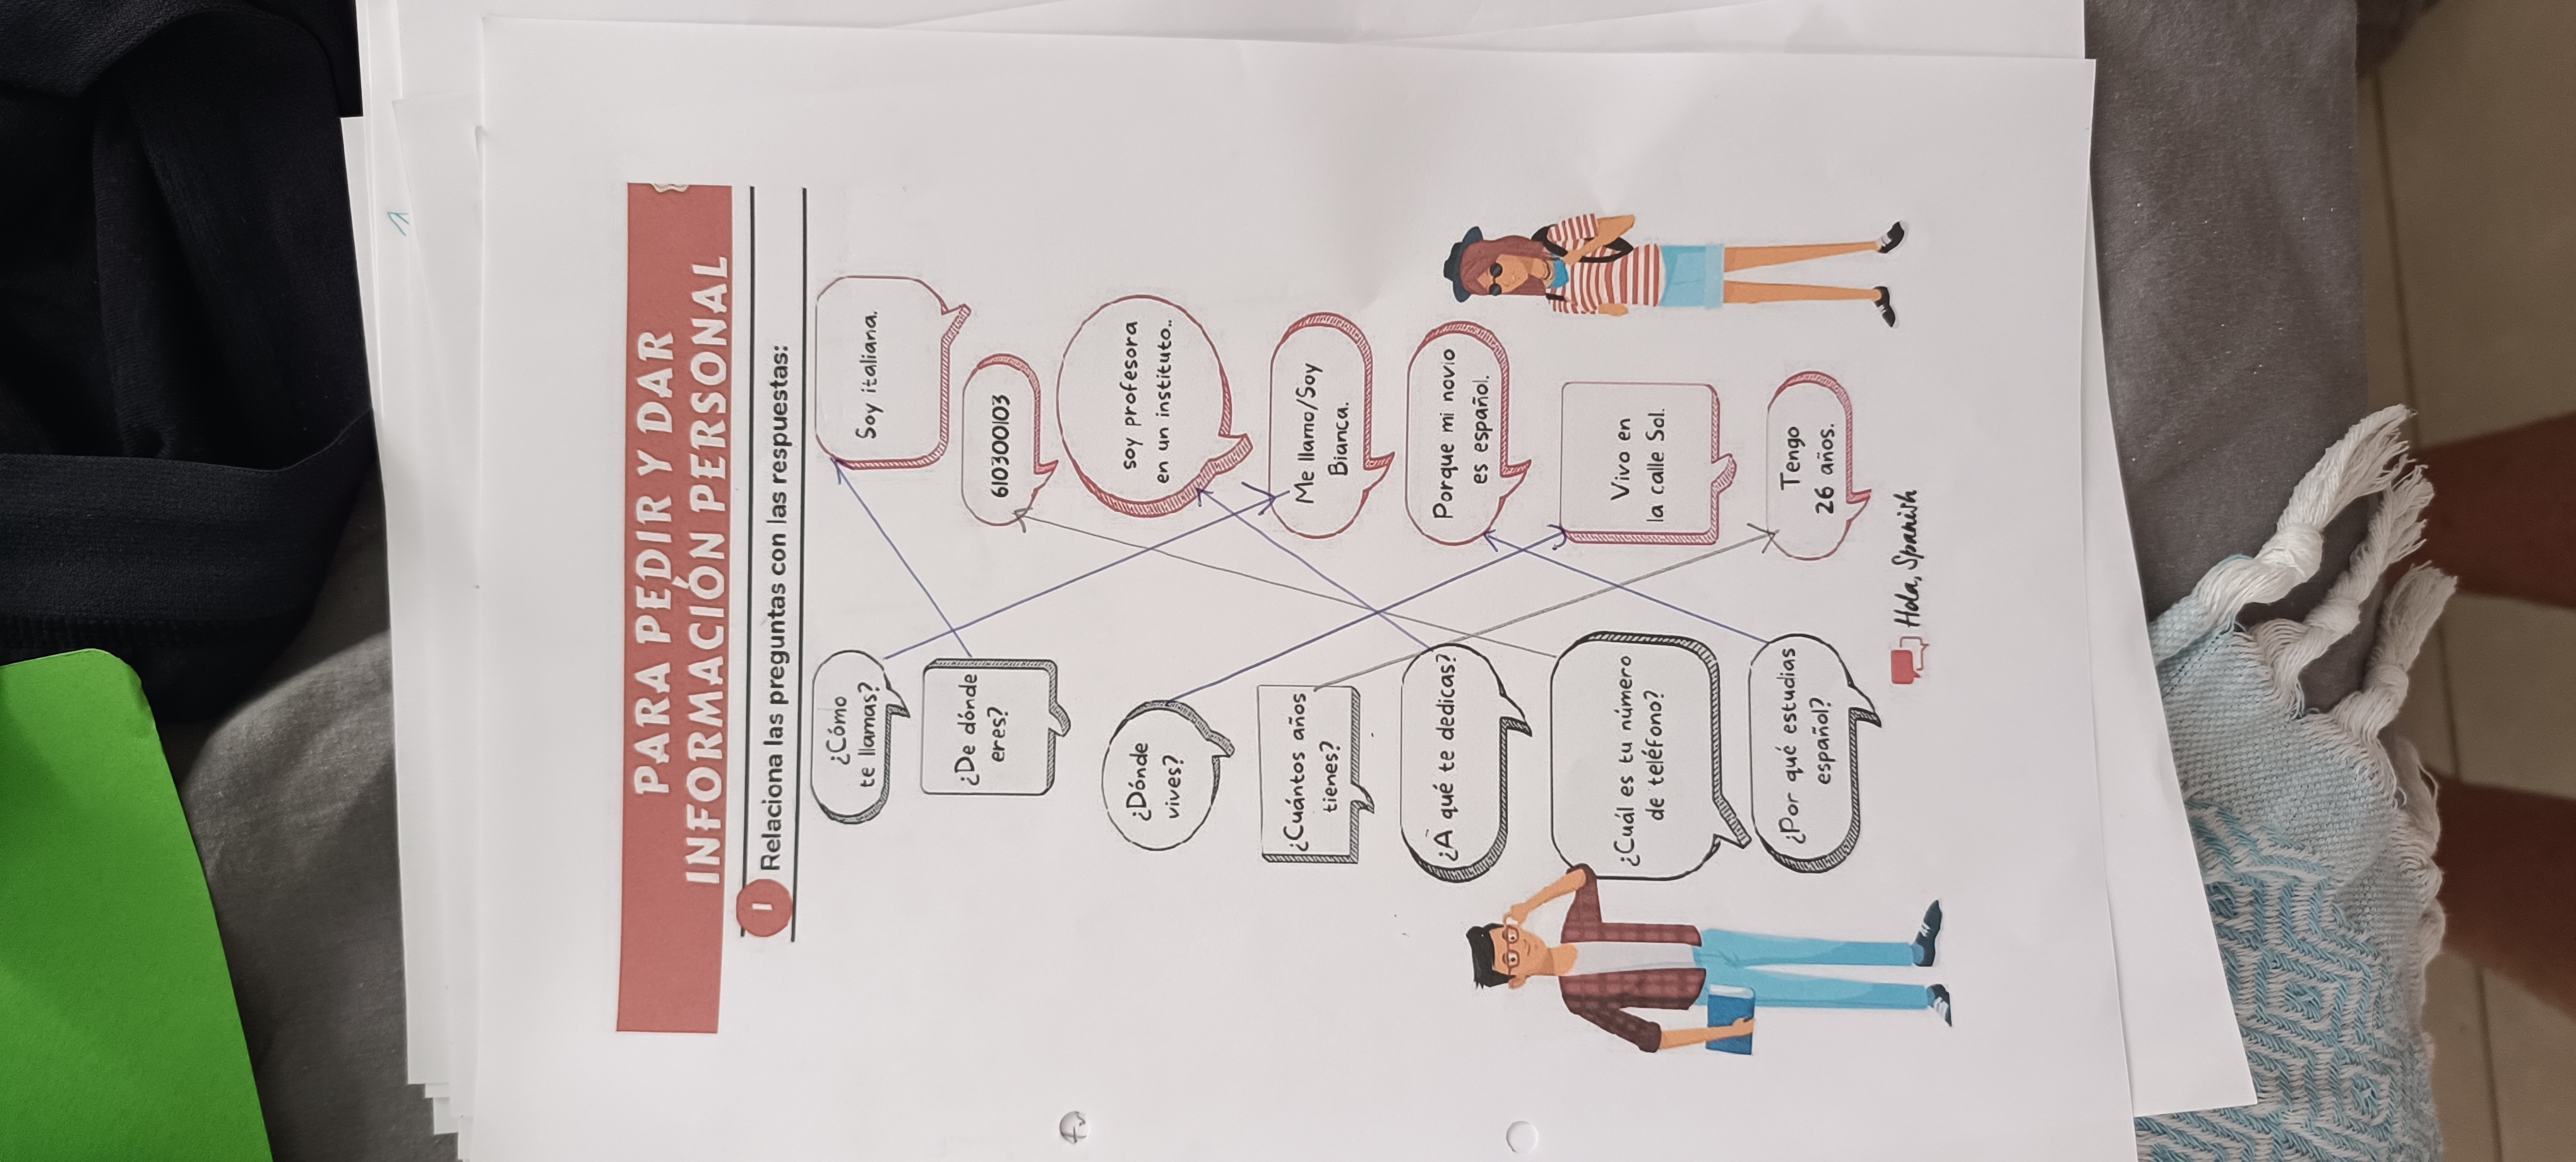 PARA PEDIR Y DAR
INFORMACIÓN PERSONAL
1 Relaciona las preguntas con las respuestas:
¿Cómo
te llamas?
¿De dónde
eres?
¿Dónde
vives?
¿Cuántos años
tienes?
¿A qué te dedicas?
¿Cuál es tu número
de teléfono?
¿Por qué estudias
español?
Soy italiana.
610300103
soy profesora
en un instituto..
Me llamo/Soy
Bianca.
Porque mi novio
es español.
Vivo en
la calle Sol.
Tengo
26 años.
Hola, Spanish